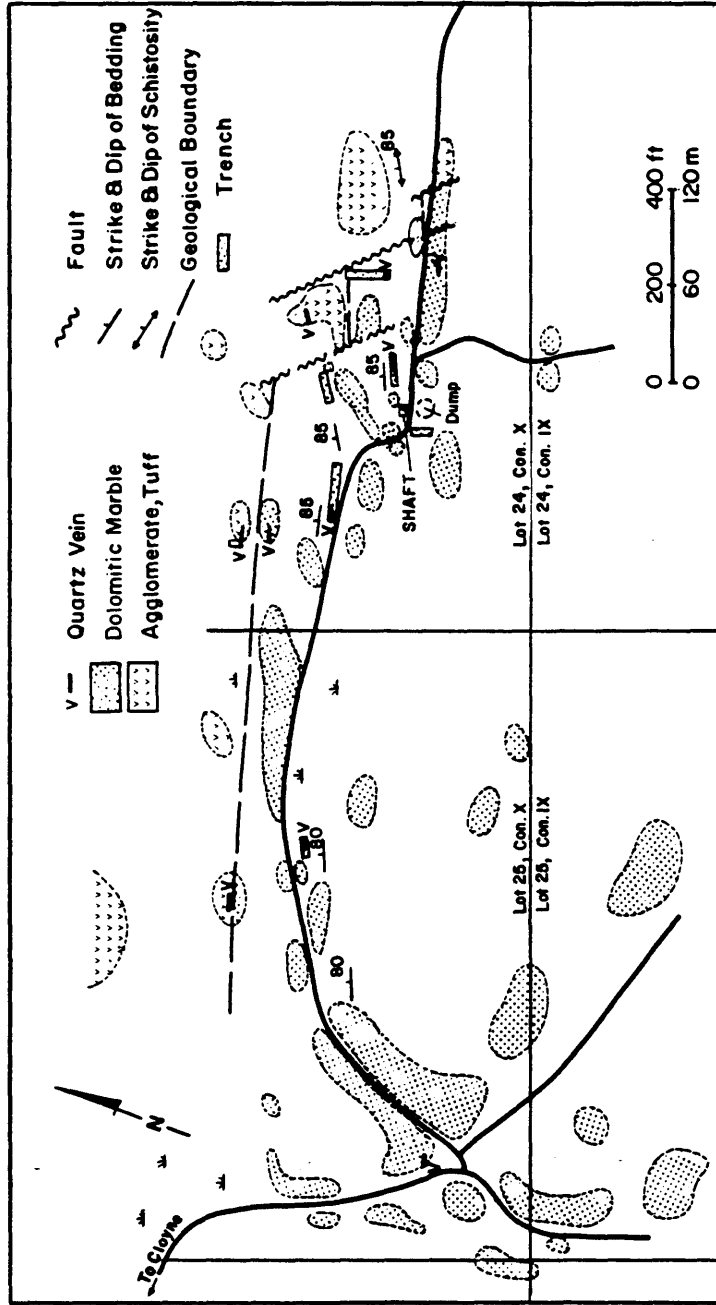 V Quartz Vein
Dolomitic Marble
Agglomerate, Tuff
Fault
Strike & Dip of Bedding
Strike & Dip of Schistosity
Geological Boundary
Trench
To Cloyne
N
V
V
V
V
V
V
V
V
V
80
80
85
85
85
85
SHAFT
Dump
Lot 25, Con. X
Lot 25, Con. IX
Lot 24, Con. X
Lot 24, Con. IX
0 200 400 ft
0 60 120 m